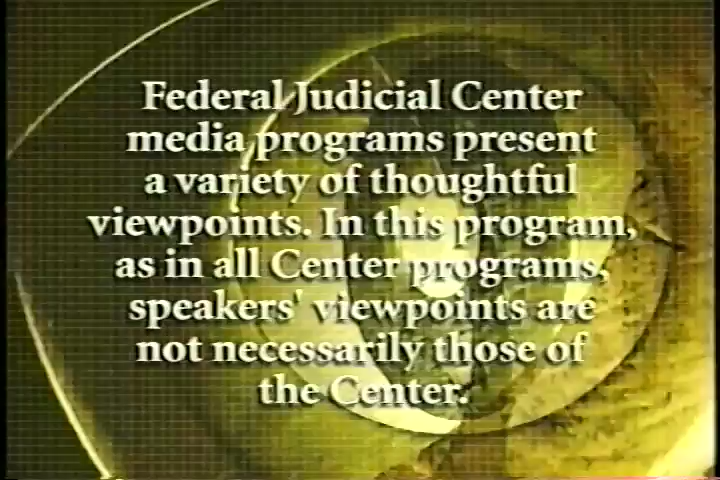 Federal Judicial Center
media programs present
a variety of thoughtful
viewpoints. In this program,
as in all Center programs,
speakers' viewpoints are
not necessarily those of
the Center.